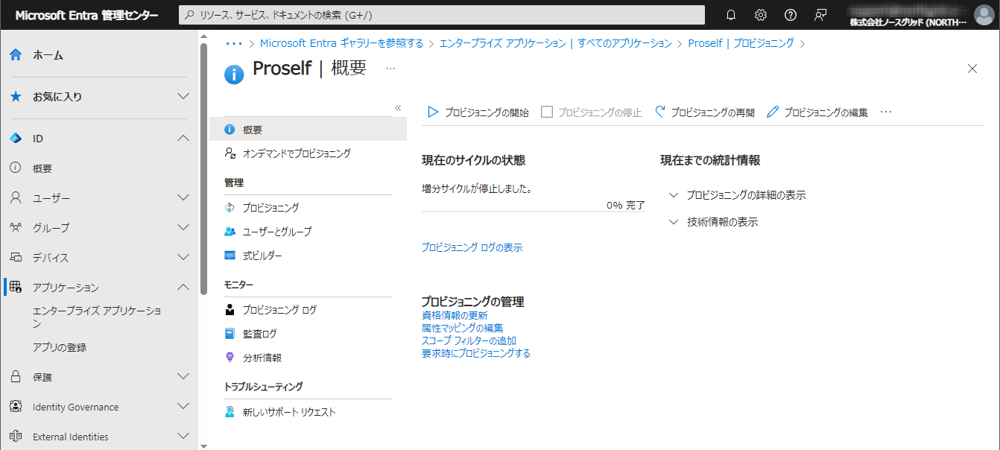 Microsoft Entra 管理センター
リソース、サービス、ドキュメントの検索 (G+/)
株式会社ノースグリッド (NORTH…
ホーム
お気に入り
ID
概要
ユーザー
グループ
デバイス
アプリケーション
エンタープライズ アプリケーショ
ン
アプリの登録
保護
Identity Governance
External Identities
… > Microsoft Entra ギャラリーを参照する > エンタープライズ アプリケーション | すべてのアプリケーション > Proself | プロビジョニング >
Proself | 概要 …
概要
オンデマンドでプロビジョニング
管理
プロビジョニング
ユーザーとグループ
式ビルダー
モニター
プロビジョニング ログ
監査ログ
分析情報
トラブルシューティング
新しいサポート リクエスト
プロビジョニングの開始 プロビジョニングの停止 プロビジョニングの再開 プロビジョニングの編集 …
現在のサイクルの状態
増分サイクルが停止しました。
0% 完了
プロビジョニング ログの表示
プロビジョニングの管理
資格情報の更新
属性マッピングの編集
スコープ フィルターの追加
要求時にプロビジョニングする
現在までの統計情報
プロビジョニングの詳細の表示
技術情報の表示